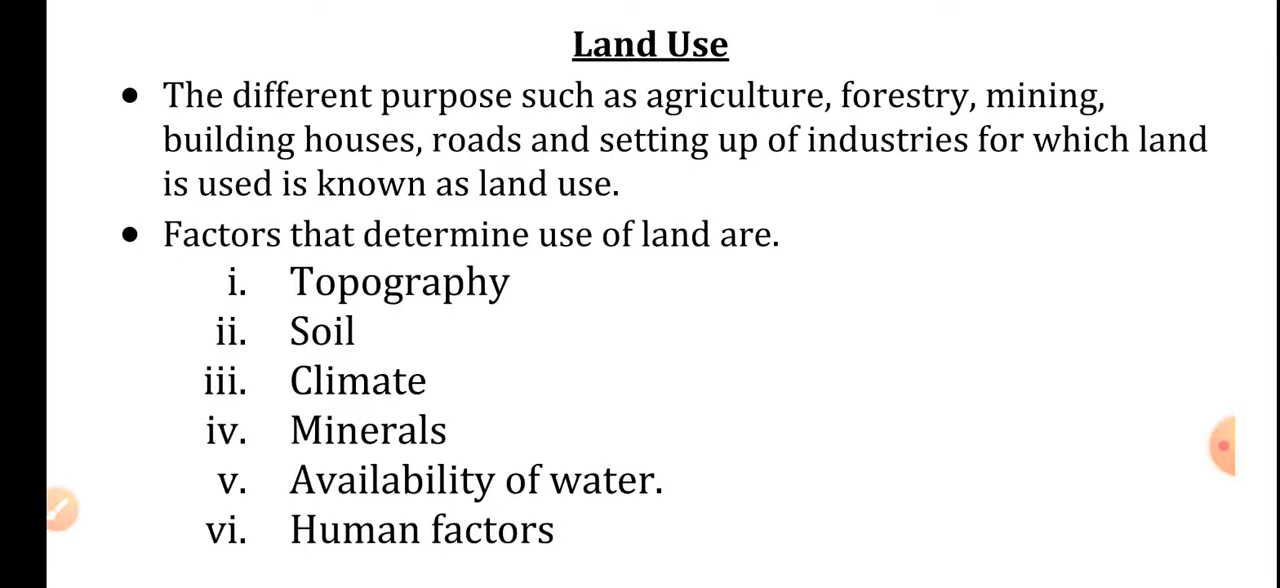 Land Use
• The different purpose such as agriculture, forestry, mining,
building houses, roads and setting up of industries for which land
is used is known as land use.
• Factors that determine use of land are.
i. Topography
ii. Soil
iii. Climate
iv. Minerals
v. Availability of water.
vi. Human factors